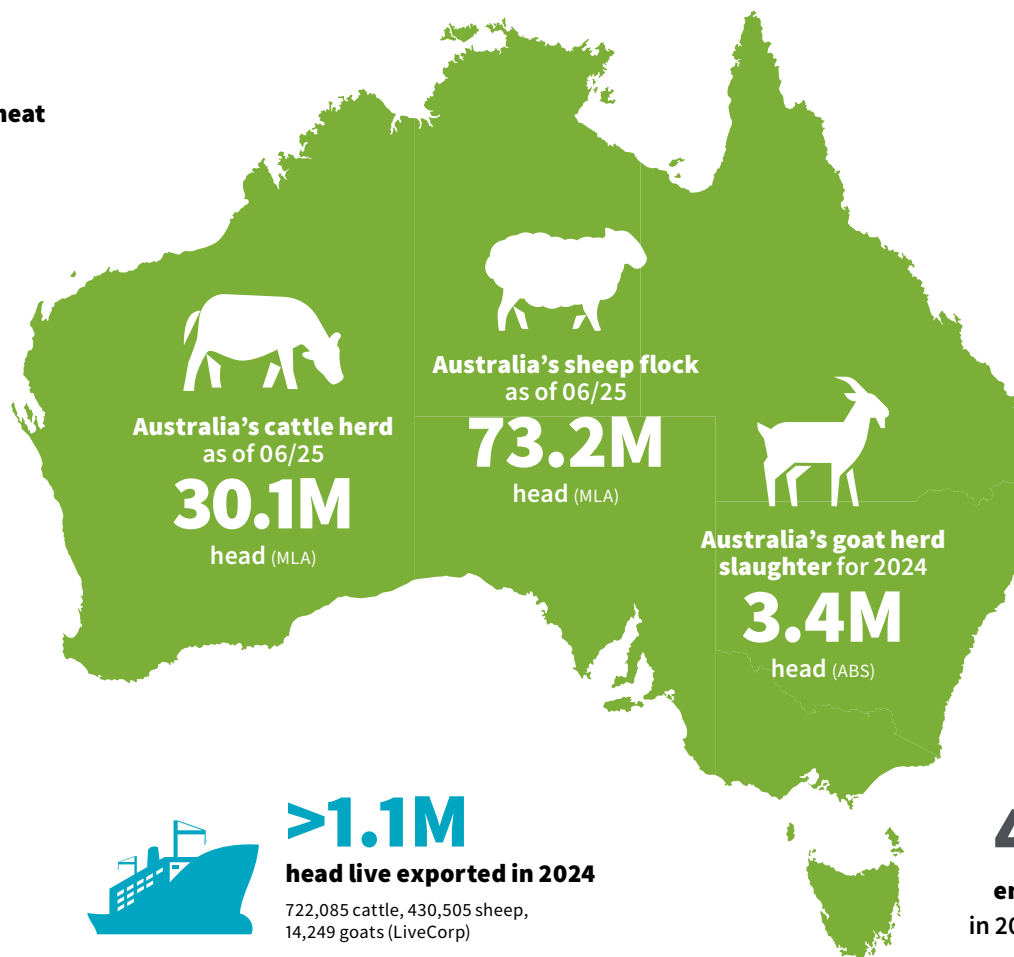 Australia's sheep flock
as of 06/25
73.2M
head (MLA)
Australia's cattle herd
as of 06/25
30.1M
head (MLA)
Australia's goat herd
slaughter for 2024
3.4M
head (ABS)
>1.1M
head live exported in 2024
722,085 cattle, 430,505 sheep,
14,249 goats (LiveCorp)
in